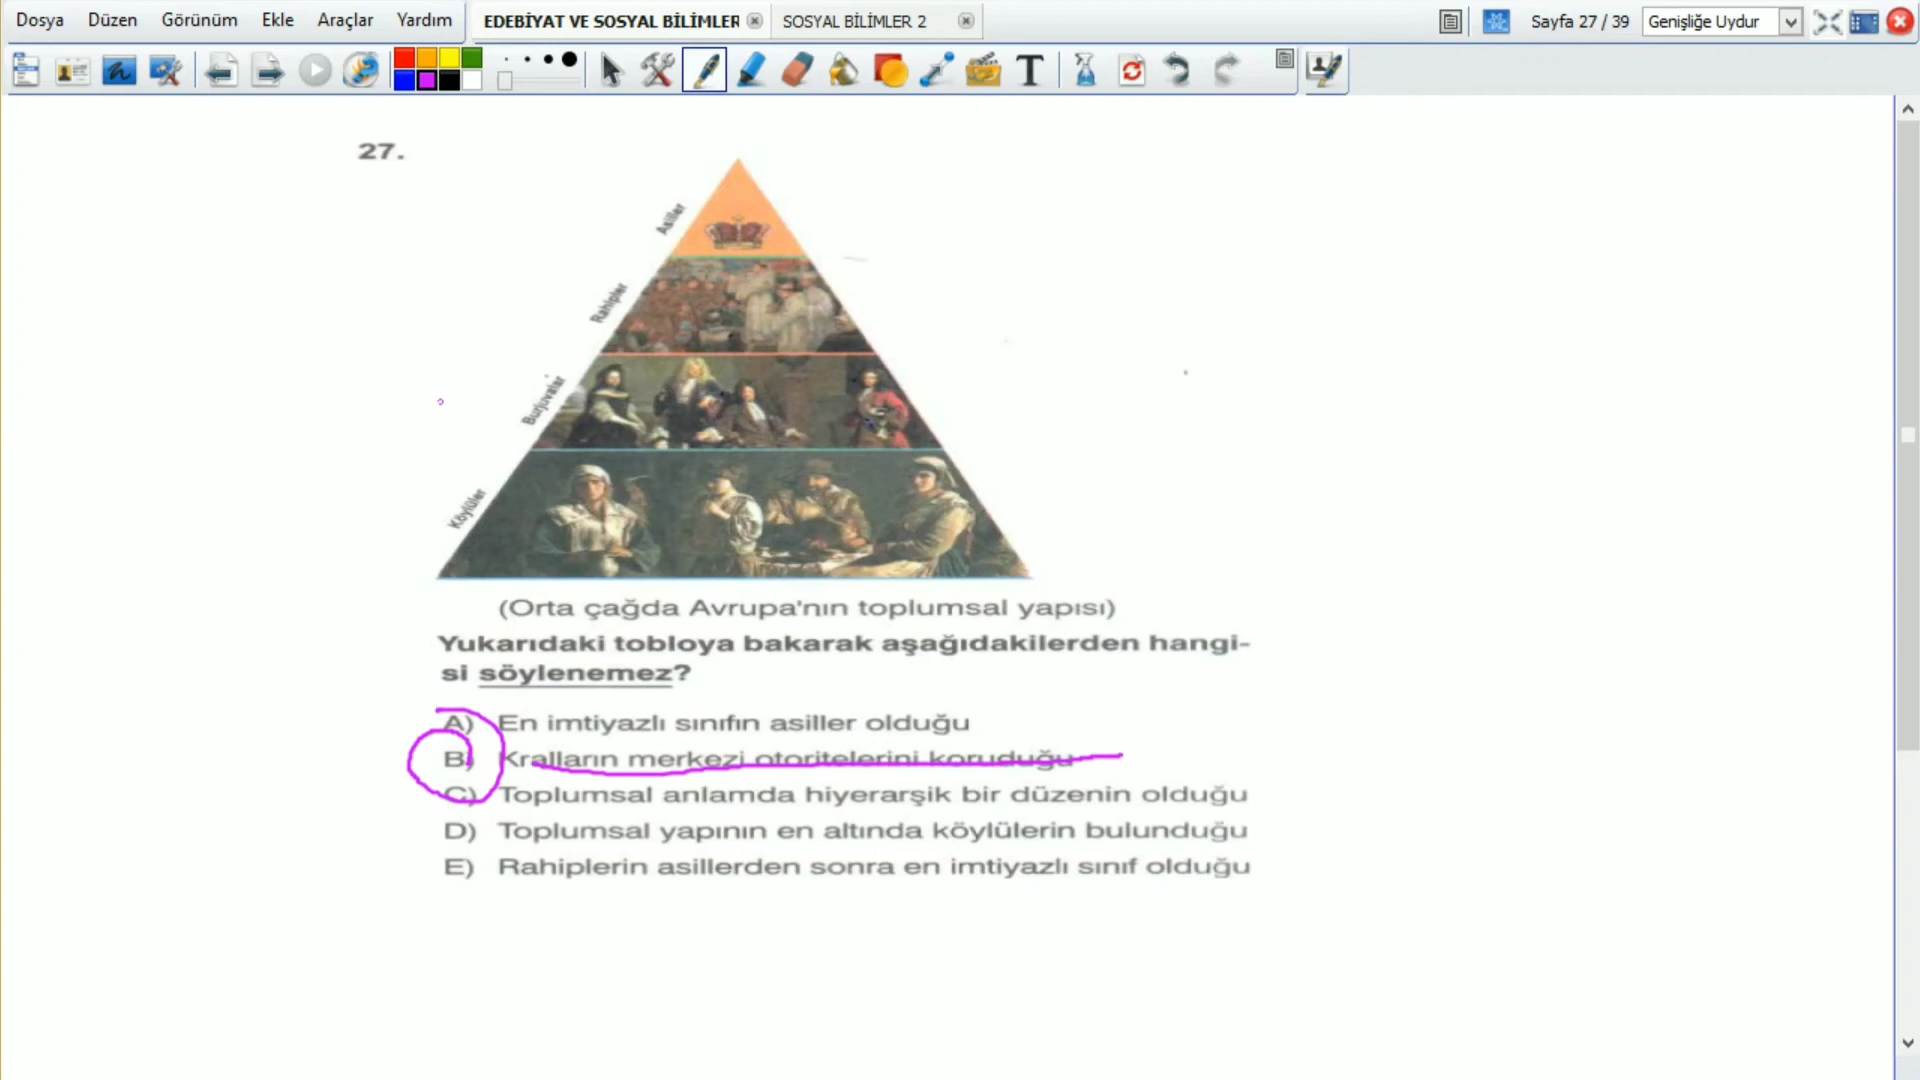 Dosya Düzen Görünüm Ekle Araçlar Yardım EDEBİYAT VE SOSYAL BİLİMLER SOSYAL BİLİMLER 2 Sayfa 27 / 39 Genişliğe Uydur
T
27.
Asiller
Rahipler
Burjuvalar
Köylüler
(Orta çağda Avrupa'nın toplumsal yapısı)
Yukarıdaki tobloya bakarak aşağıdakilerden hangi-
si söylenemez?
A) En imtiyazlı sınıfın asiller olduğu
B) Kralların merkezi otoritelerini koruduğu
C) Toplumsal anlamda hiyerarşik bir düzenin olduğu
D) Toplumsal yapının en altında köylülerin bulunduğu
E) Rahiplerin asillerden sonra en imtiyazlı sınıf olduğu